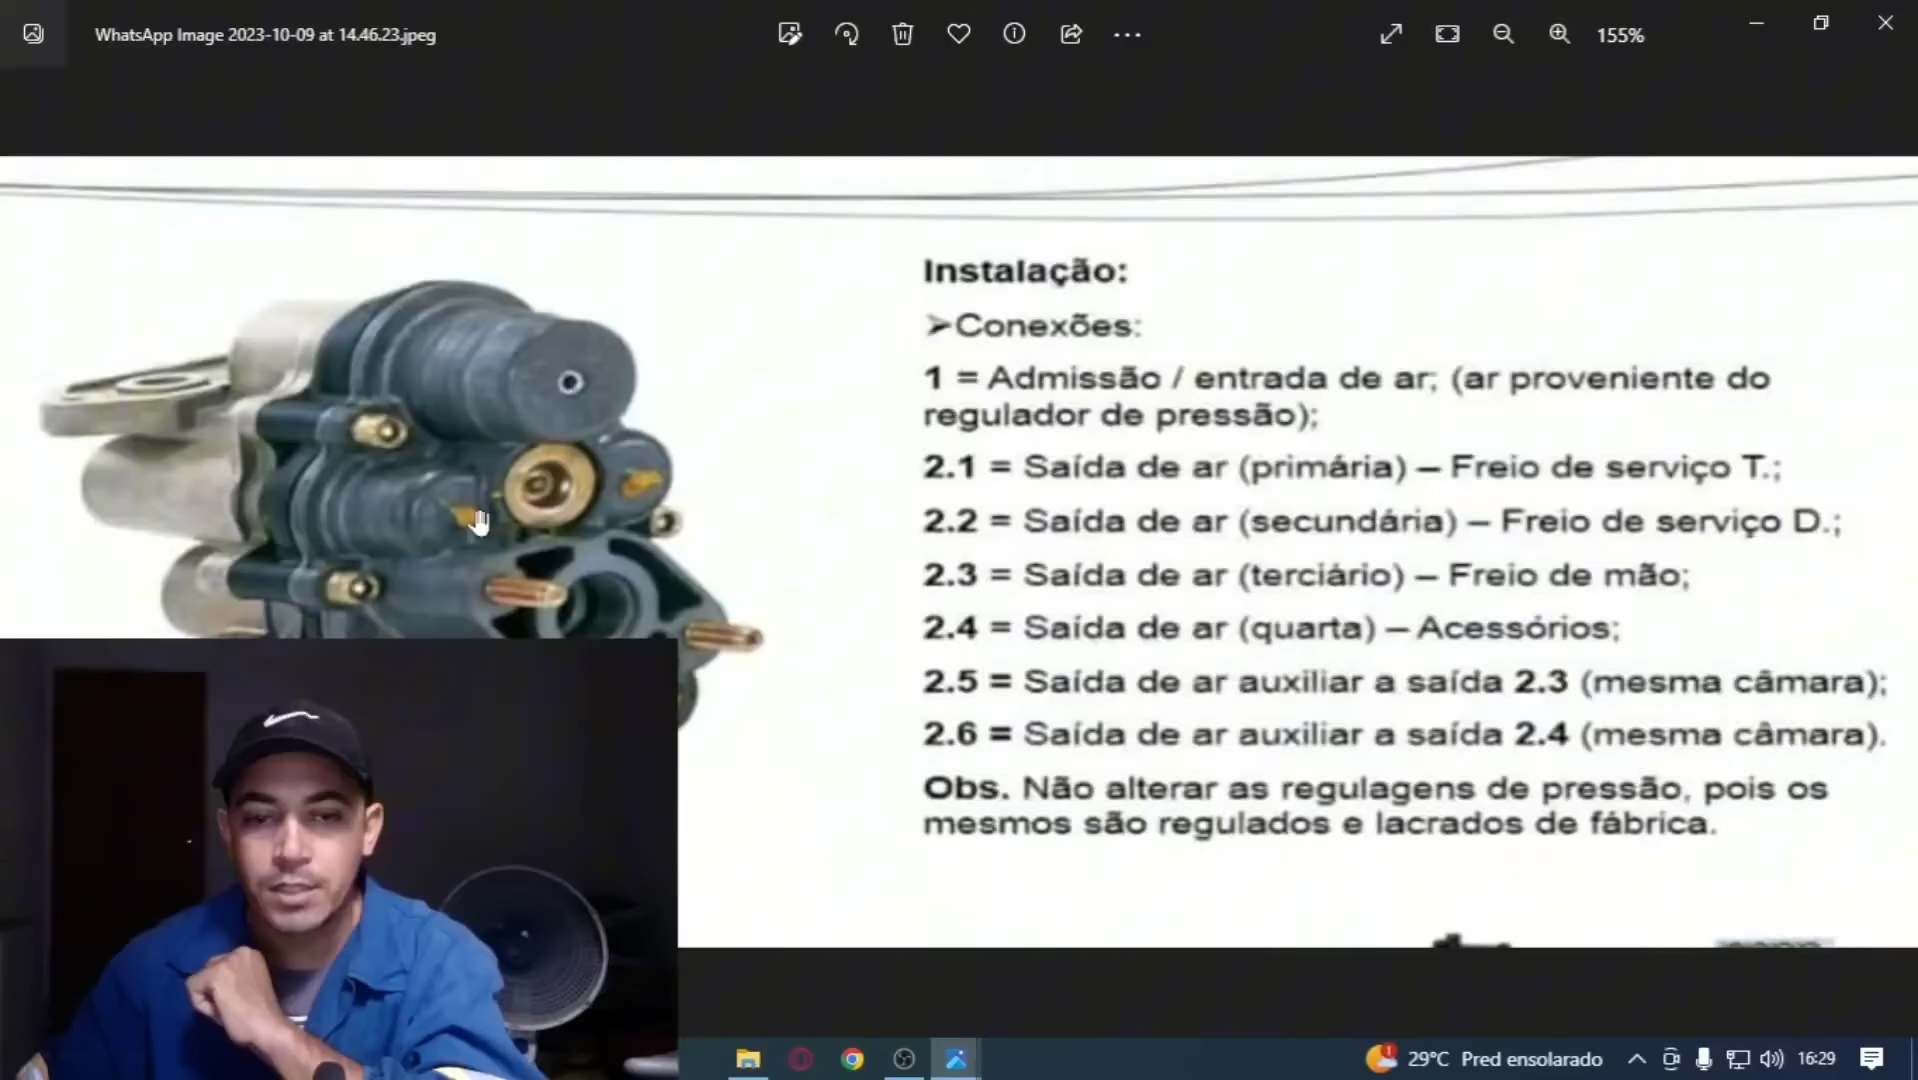 WhatsApp Image 2023-10-09 at 14.46.23.jpeg
155%
Instalação:
➢Conexões:
1 = Admissão / entrada de ar; (ar proveniente do
regulador de pressão);
2.1 = Saída de ar (primária) – Freio de serviço T.;
2.2 = Saída de ar (secundária) – Freio de serviço D.;
2.3 = Saída de ar (terciário) – Freio de mão;
2.4 = Saída de ar (quarta) – Acessórios;
2.5 = Saída de ar auxiliar a saída 2.3 (mesma câmara);
2.6 = Saída de ar auxiliar a saída 2.4 (mesma câmara).
Obs. Não alterar as regulagens de pressão, pois os
mesmos são regulados e lacrados de fábrica.
1
29°C Pred ensolarado
16:29